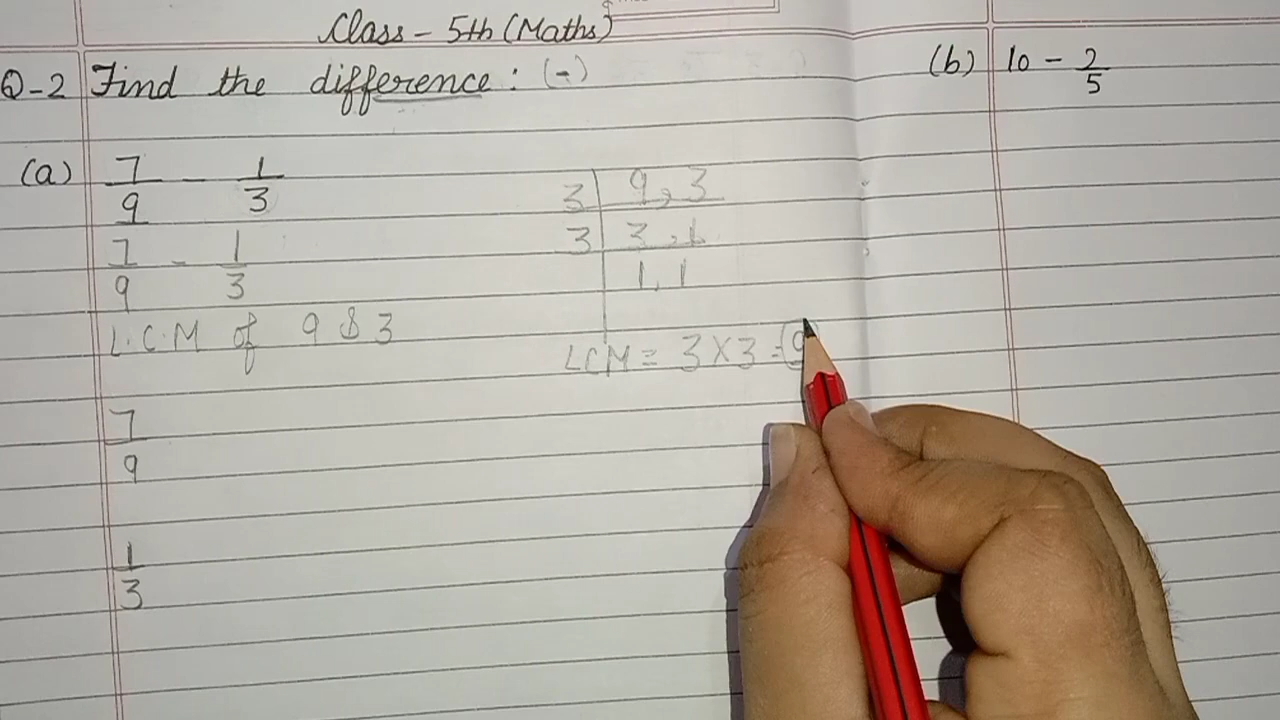 Class - 5th (Maths)
Q-2 Find the difference : (-)
(a) 7/9 - 1/3
7/9 - 1/3
L.C.M of 9 & 3
7/9
1/3
3 | 9, 3
3 | 3, 1
1, 1
LCM = 3 × 3 = 9
(b) 10 - 2/5